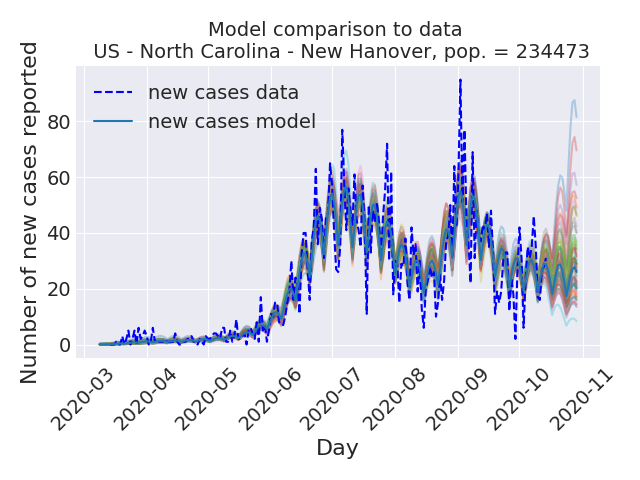 Model comparison to data
US - North Carolina - New Hanover, pop. = 234473
Number of new cases reported
new cases data
new cases model
80
60
40
20
0
2020-03
2020-04
2020-05
2020-06
2020-07
2020-08
2020-09
2020-10
2020-11
Day